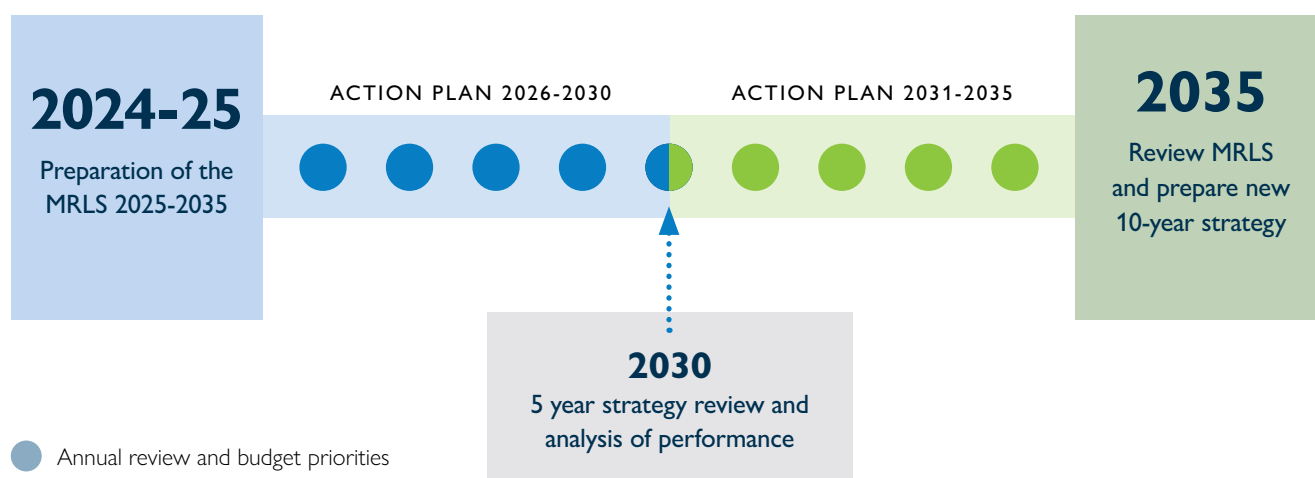 2024-25
Preparation of the
MRLS 2025-2035
ACTION PLAN 2026-2030
ACTION PLAN 2031-2035
2035
Review MRLS
and prepare new
10-year strategy
2030
5 year strategy review and
analysis of performance
Annual review and budget priorities